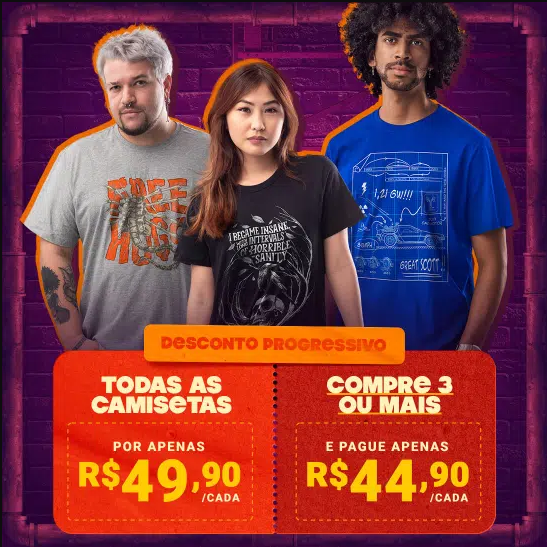 FREE
HUGS
I BECAME INSANE,
WITH LONG INTERVALS
OF HORRIBLE
SANITY
1,21 GW!!!
GREAT SCOTT
DESCONTO PROGRESSIVO
TODAS AS
CAMISETAS
POR APENAS
R$49,90
/CADA
COMPRE 3
OU MAIS
E PAGUE APENAS
R$44,90
/CADA